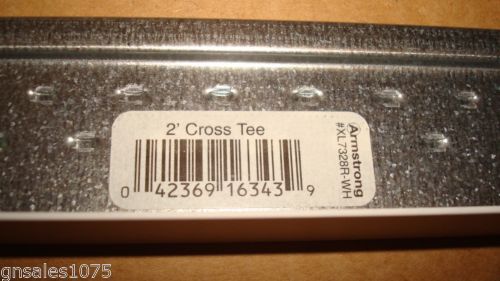 2' Cross Tee
0 42369 16343 9
Armstrong
#XL7328R-WH
gnsales1075